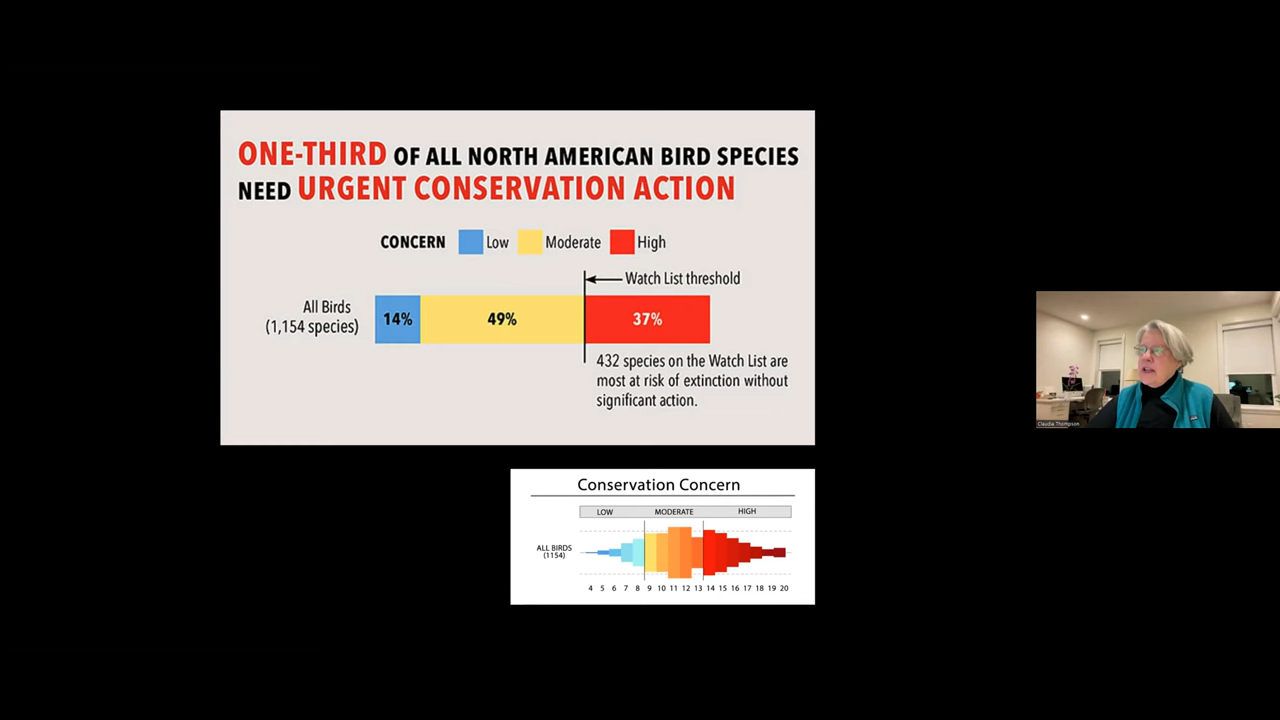 ONE-THIRD OF ALL NORTH AMERICAN BIRD SPECIES
NEED URGENT CONSERVATION ACTION
CONCERN Low Moderate High
Watch List threshold
All Birds
(1,154 species)
14% 49% 37%
432 species on the Watch List are
most at risk of extinction without
significant action.
Claudia Thompson
Conservation Concern
LOW MODERATE HIGH
ALL BIRDS
(1154)
4 5 6 7 8 9 10 11 12 13 14 15 16 17 18 19 20